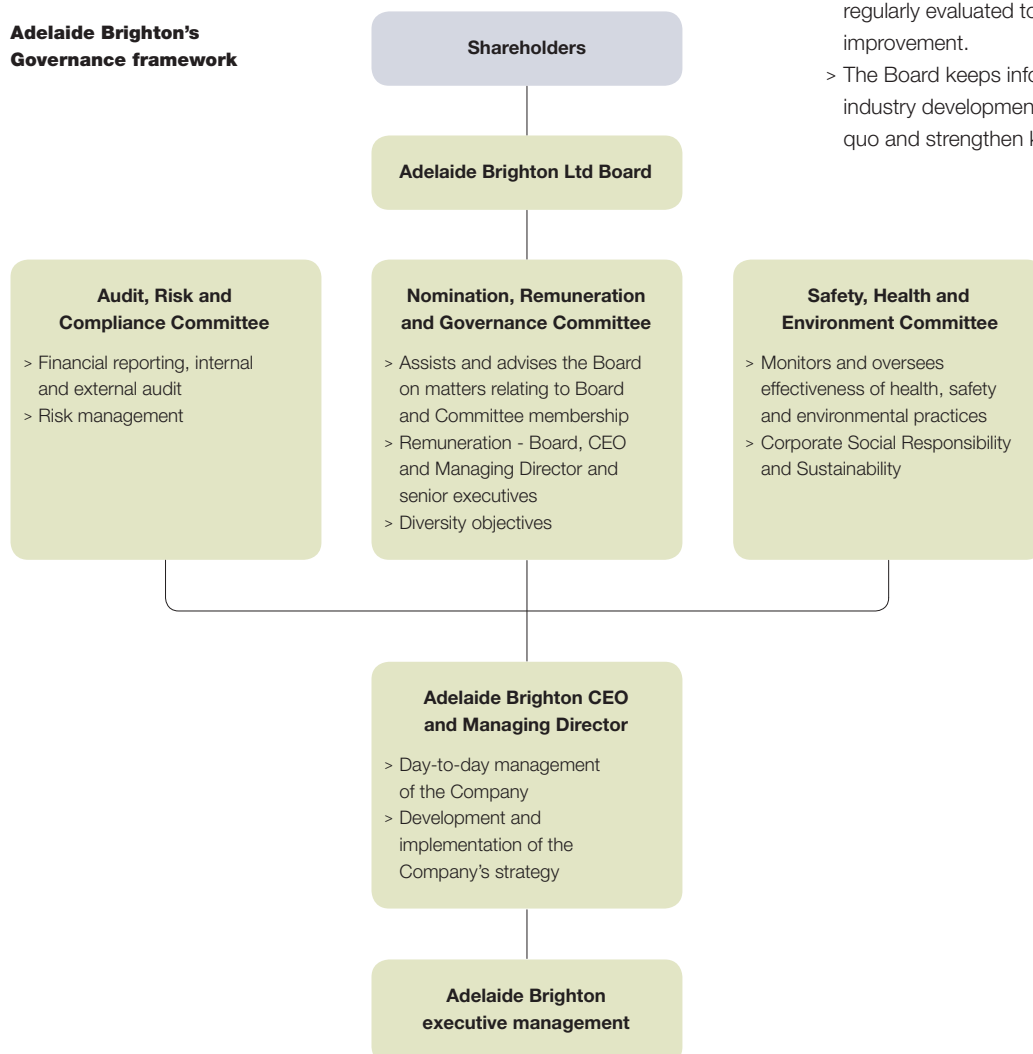 Adelaide Brighton's
Governance framework
Shareholders
regularly evaluated to
improvement.
> The Board keeps
industry
quo and strengthen
Adelaide Brighton Ltd Board
Audit, Risk and
Compliance Committee
> Financial reporting, internal
and external audit
> Risk management
Nomination, Remuneration
and Governance Committee
> Assists and advises the Board
on matters relating to Board
and Committee membership
> Remuneration - Board, CEO
and Managing Director and
senior executives
> Diversity objectives
Safety, Health and
Environment Committee
> Monitors and oversees
effectiveness of health, safety
and environmental practices
> Corporate Social Responsibility
and Sustainability
Adelaide Brighton CEO
and Managing Director
> Day-to-day management
of the Company
> Development and
implementation of the
Company's strategy
Adelaide Brighton
executive management